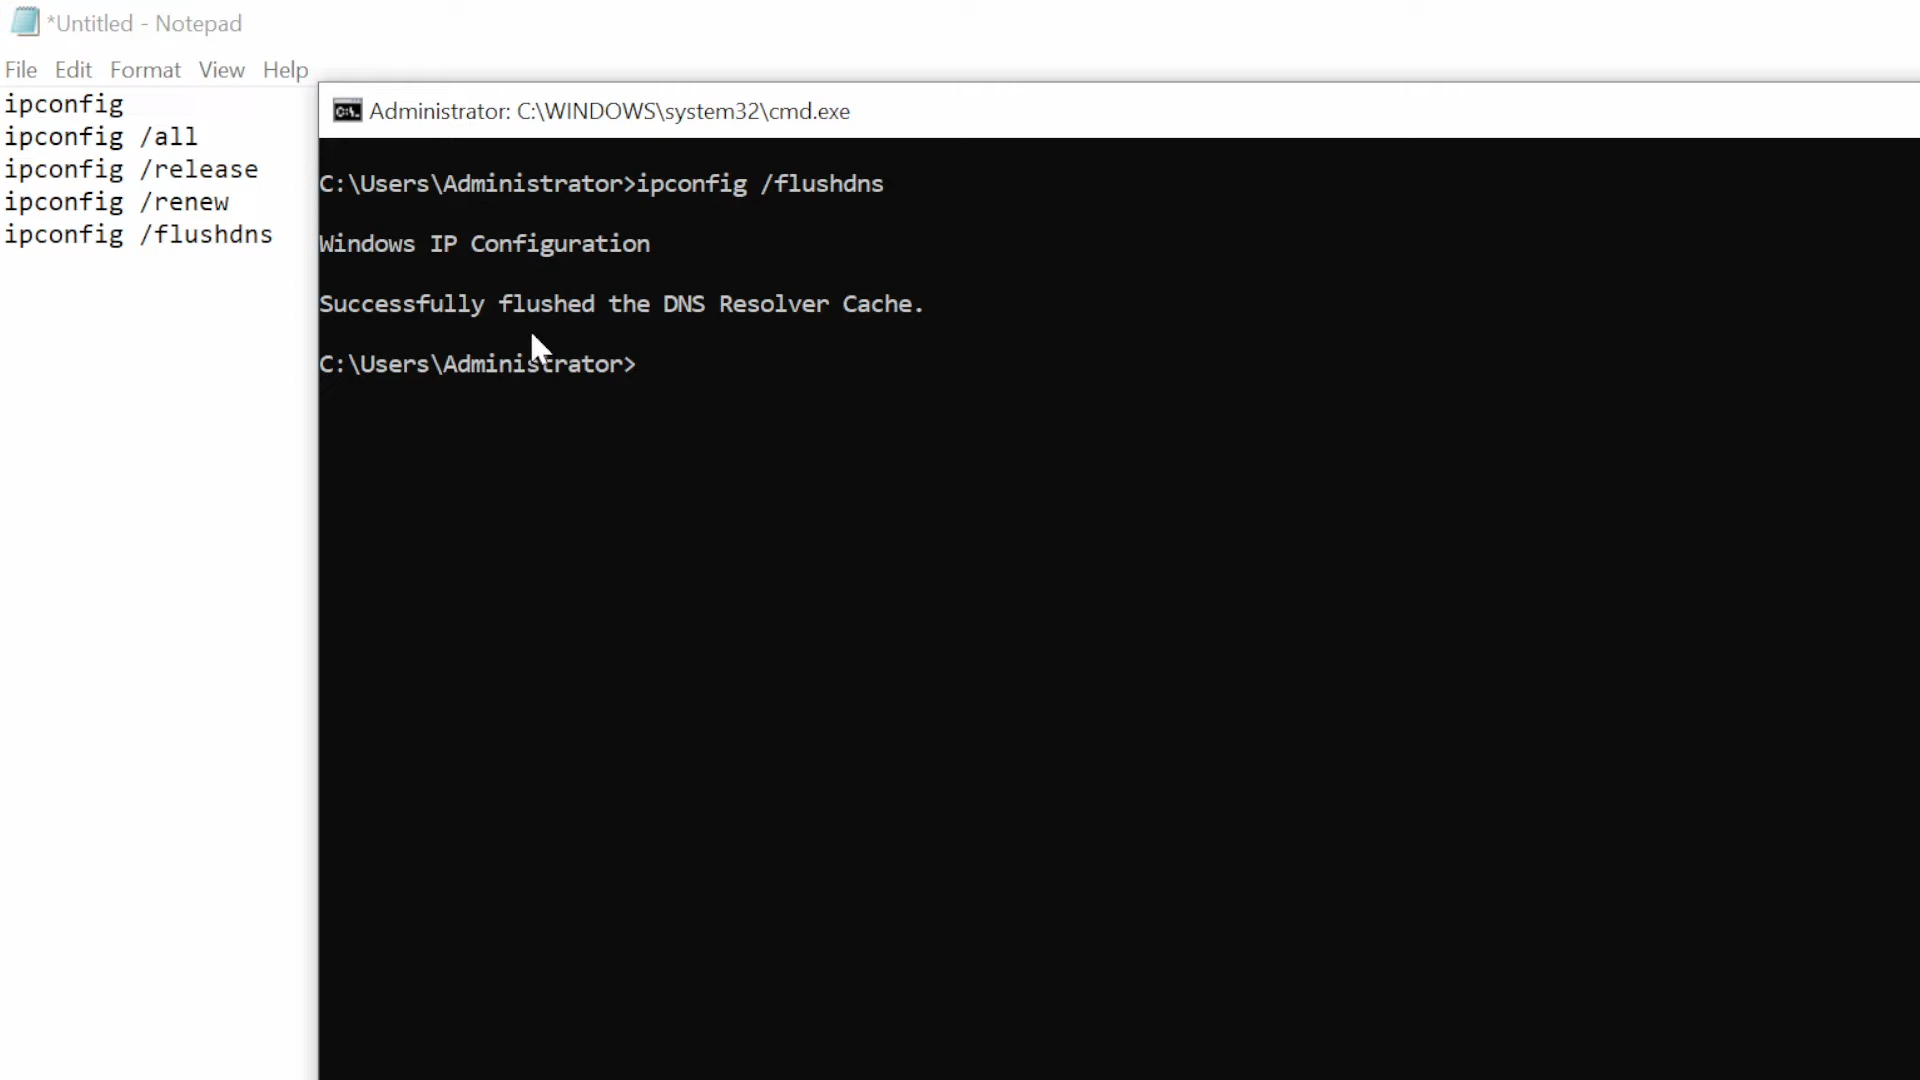 *Untitled - Notepad
File Edit Format View Help
ipconfig
ipconfig /all
ipconfig /release
ipconfig /renew
ipconfig /flushdns
Administrator: C:\WINDOWS\system32\cmd.exe
C:\Users\Administrator>ipconfig /flushdns
Windows IP Configuration
Successfully flushed the DNS Resolver Cache.
C:\Users\Administrator>